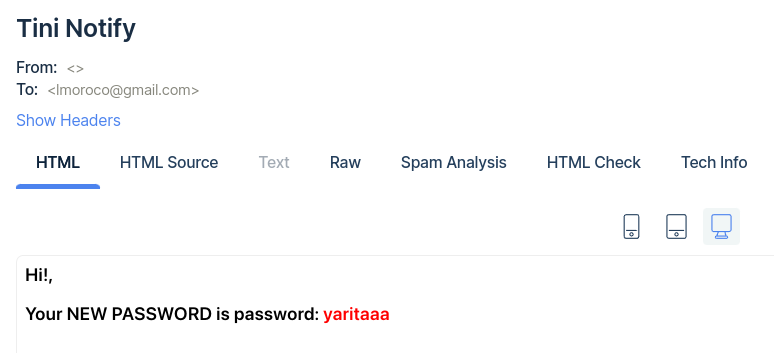 Tini Notify
From: <>
To: <lmoroco@gmail.com>
Show Headers
HTML HTML Source Text Raw Spam Analysis HTML Check Tech Info
Hi!,
Your NEW PASSWORD is password: yaritaaa